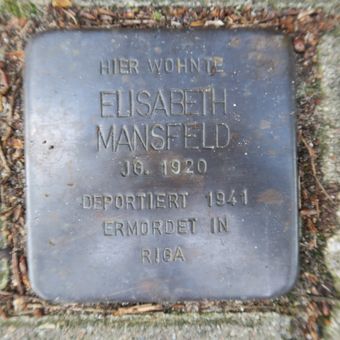 HIER WOHNTE
ELISABETH
MANSFELD
JG. 1920
DEPORTIERT 1941
ERMORDET IN
RIGA